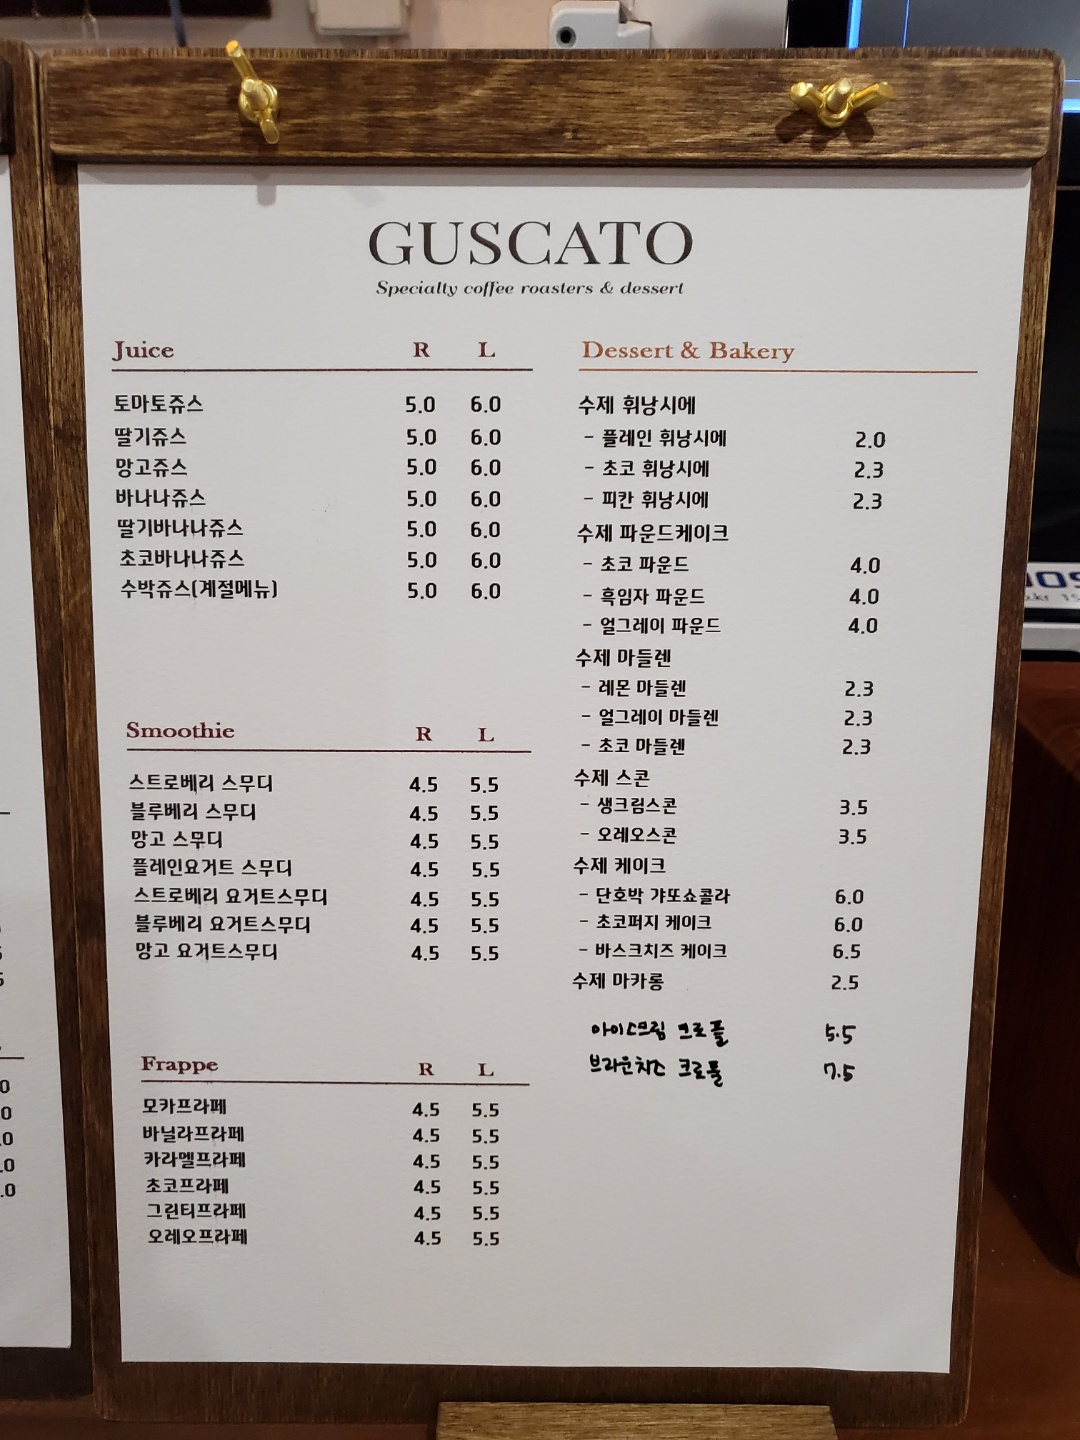 GUSCATO
Specialty coffee roasters & dessert
Juice R L
토마토쥬스 5.0 6.0
딸기쥬스 5.0 6.0
망고쥬스 5.0 6.0
바나나쥬스 5.0 6.0
딸기바나나쥬스 5.0 6.0
초코바나나쥬스 5.0 6.0
수박쥬스(계절메뉴) 5.0 6.0
Smoothie R L
스트로베리 스무디 4.5 5.5
블루베리 스무디 4.5 5.5
망고 스무디 4.5 5.5
플레인요거트 스무디 4.5 5.5
스트로베리 요거트스무디 4.5 5.5
블루베리 요거트스무디 4.5 5.5
망고 요거트스무디 4.5 5.5
Frappe R L
모카프라페 4.5 5.5
바닐라프라페 4.5 5.5
카라멜프라페 4.5 5.5
초코프라페 4.5 5.5
그린티프라페 4.5 5.5
오레오프라페 4.5 5.5
Dessert & Bakery
수제 휘낭시에
- 플레인 휘낭시에 2.0
- 초코 휘낭시에 2.3
- 피칸 휘낭시에 2.3
수제 파운드케이크
- 초코 파운드 4.0
- 흑임자 파운드 4.0
- 얼그레이 파운드 4.0
수제 마들렌
- 레몬 마들렌 2.3
- 얼그레이 마들렌 2.3
- 초코 마들렌 2.3
수제 스콘
- 생크림스콘 3.5
- 오레오스콘 3.5
수제 케이크
- 단호박 갸또쇼콜라 6.0
- 초코퍼지 케이크 6.0
- 바스크치즈 케이크 6.5
수제 마카롱 2.5
아이스크림 크로플 5.5
브라운치즈 크로플 7.5